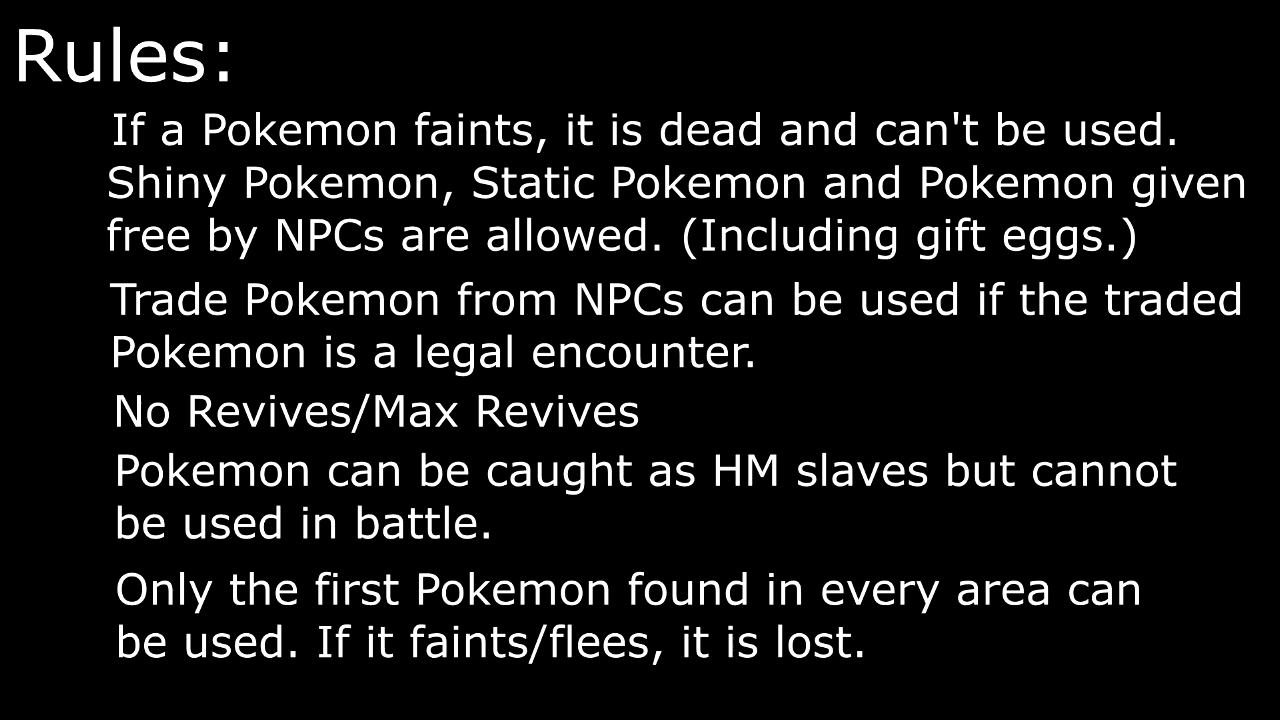 Rules:
If a Pokemon faints, it is dead and can't be used.
Shiny Pokemon, Static Pokemon and Pokemon given
free by NPCs are allowed. (Including gift eggs.)
Trade Pokemon from NPCs can be used if the traded
Pokemon is a legal encounter.
No Revives/Max Revives
Pokemon can be caught as HM slaves but cannot
be used in battle.
Only the first Pokemon found in every area can
be used. If it faints/flees, it is lost.